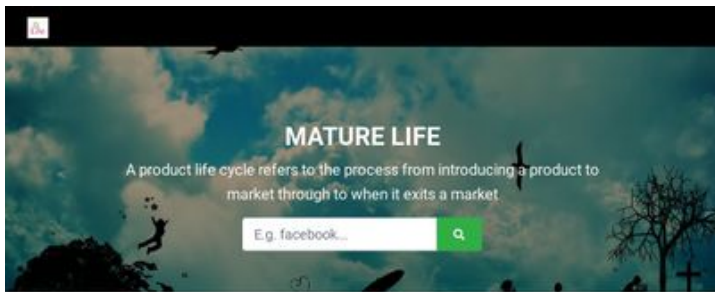 MATURE LIFE
A product life cycle refers to the process from introducing a product to
market through to when it exits a market
E.g. facebook...